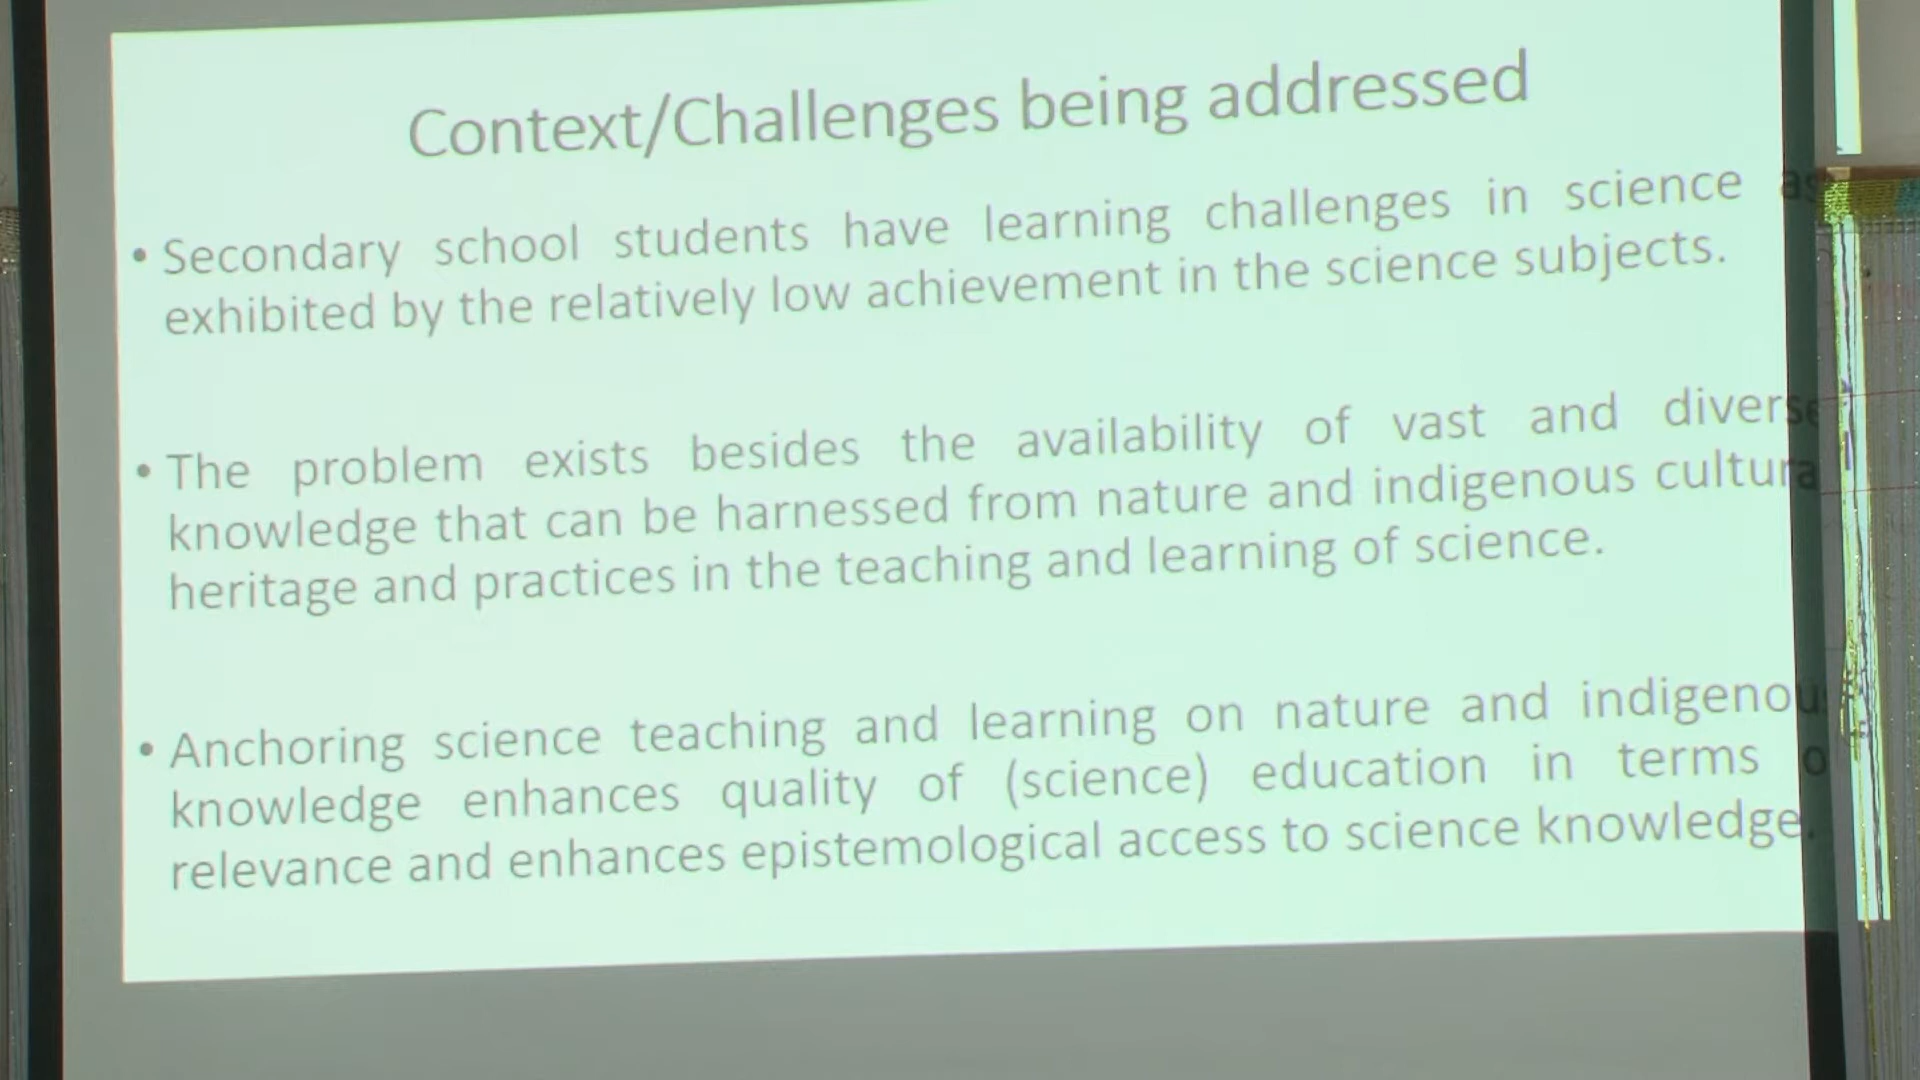 Context/Challenges being addressed
• Secondary school students have learning challenges in science as
exhibited by the relatively low achievement in the science subjects.
• The problem exists besides the availability of vast and diverse
knowledge that can be harnessed from nature and indigenous cultural
heritage and practices in the teaching and learning of science.
• Anchoring science teaching and learning on nature and indigenous
knowledge enhances quality of (science) education in terms o
relevance and enhances epistemological access to science knowledge.